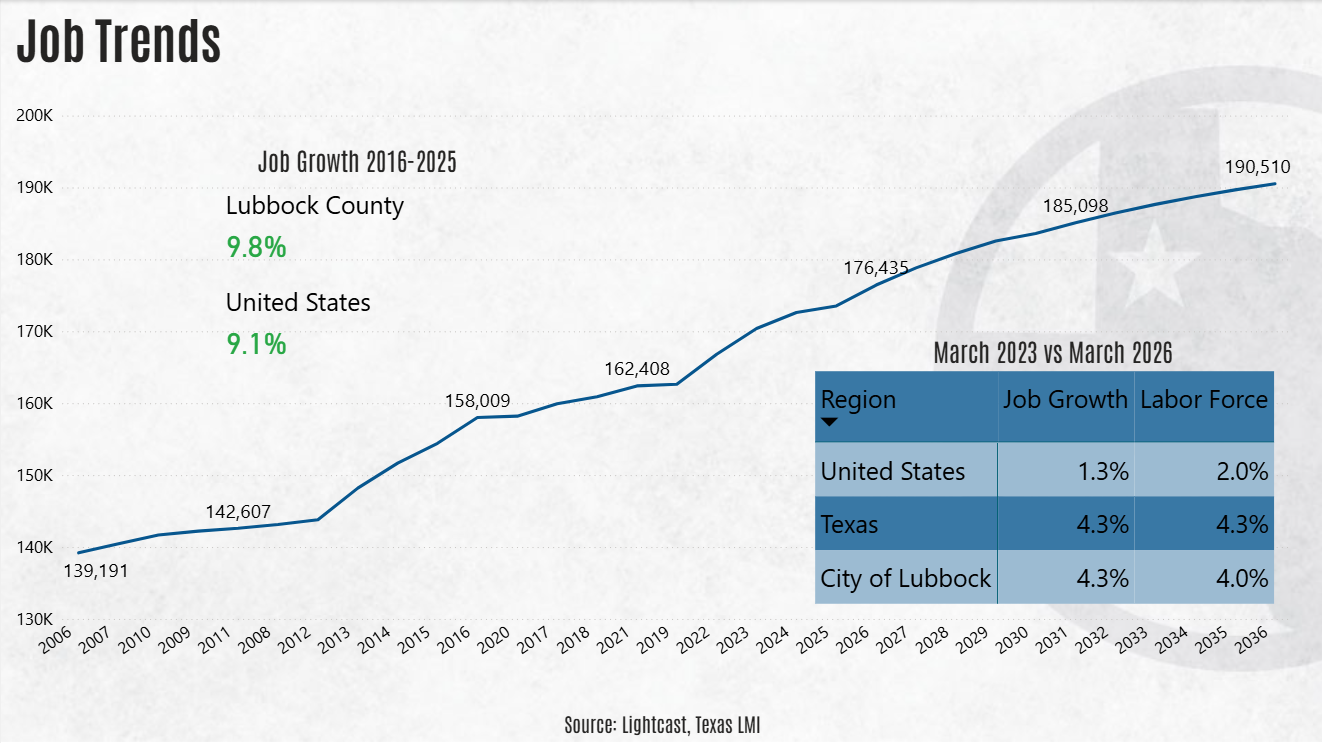 Job Trends
200K
190K
180K
170K
160K
150K
140K
130K
Job Growth 2016-2025
Lubbock County
9.8%
United States
9.1%
139,191
142,607
158,009
162,408
176,435
185,098
190,510
March 2023 vs March 2026
Region Job Growth Labor Force
United States 1.3% 2.0%
Texas 4.3% 4.3%
City of Lubbock 4.3% 4.0%
2006 2007 2010 2009 2011 2008 2012 2013 2014 2015 2016 2020 2017 2018 2021 2019 2022 2023 2024 2025 2026 2027 2028 2029 2030 2031 2032 2033 2034 2035 2036
Source: Lightcast, Texas LMI